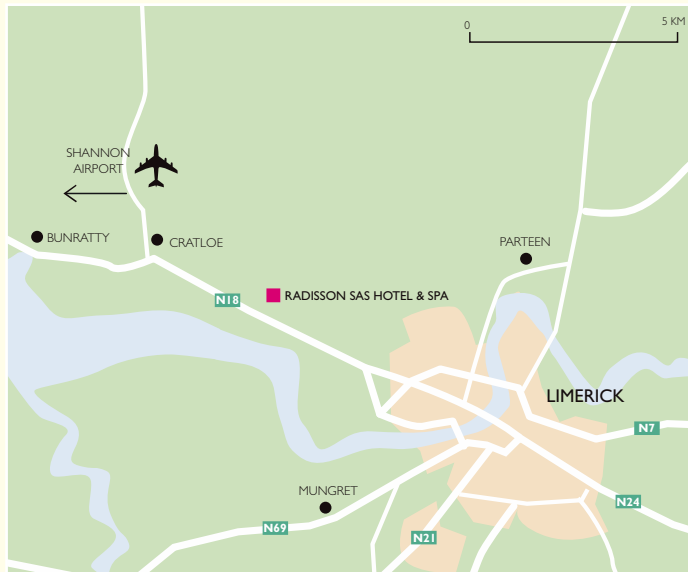 0 5 KM
SHANNON
AIRPORT
BUNRATTY
CRATLOE
PARTEEN
N18
RADISSON SAS HOTEL & SPA
LIMERICK
N7
MUNGRET
N24
N69
N21